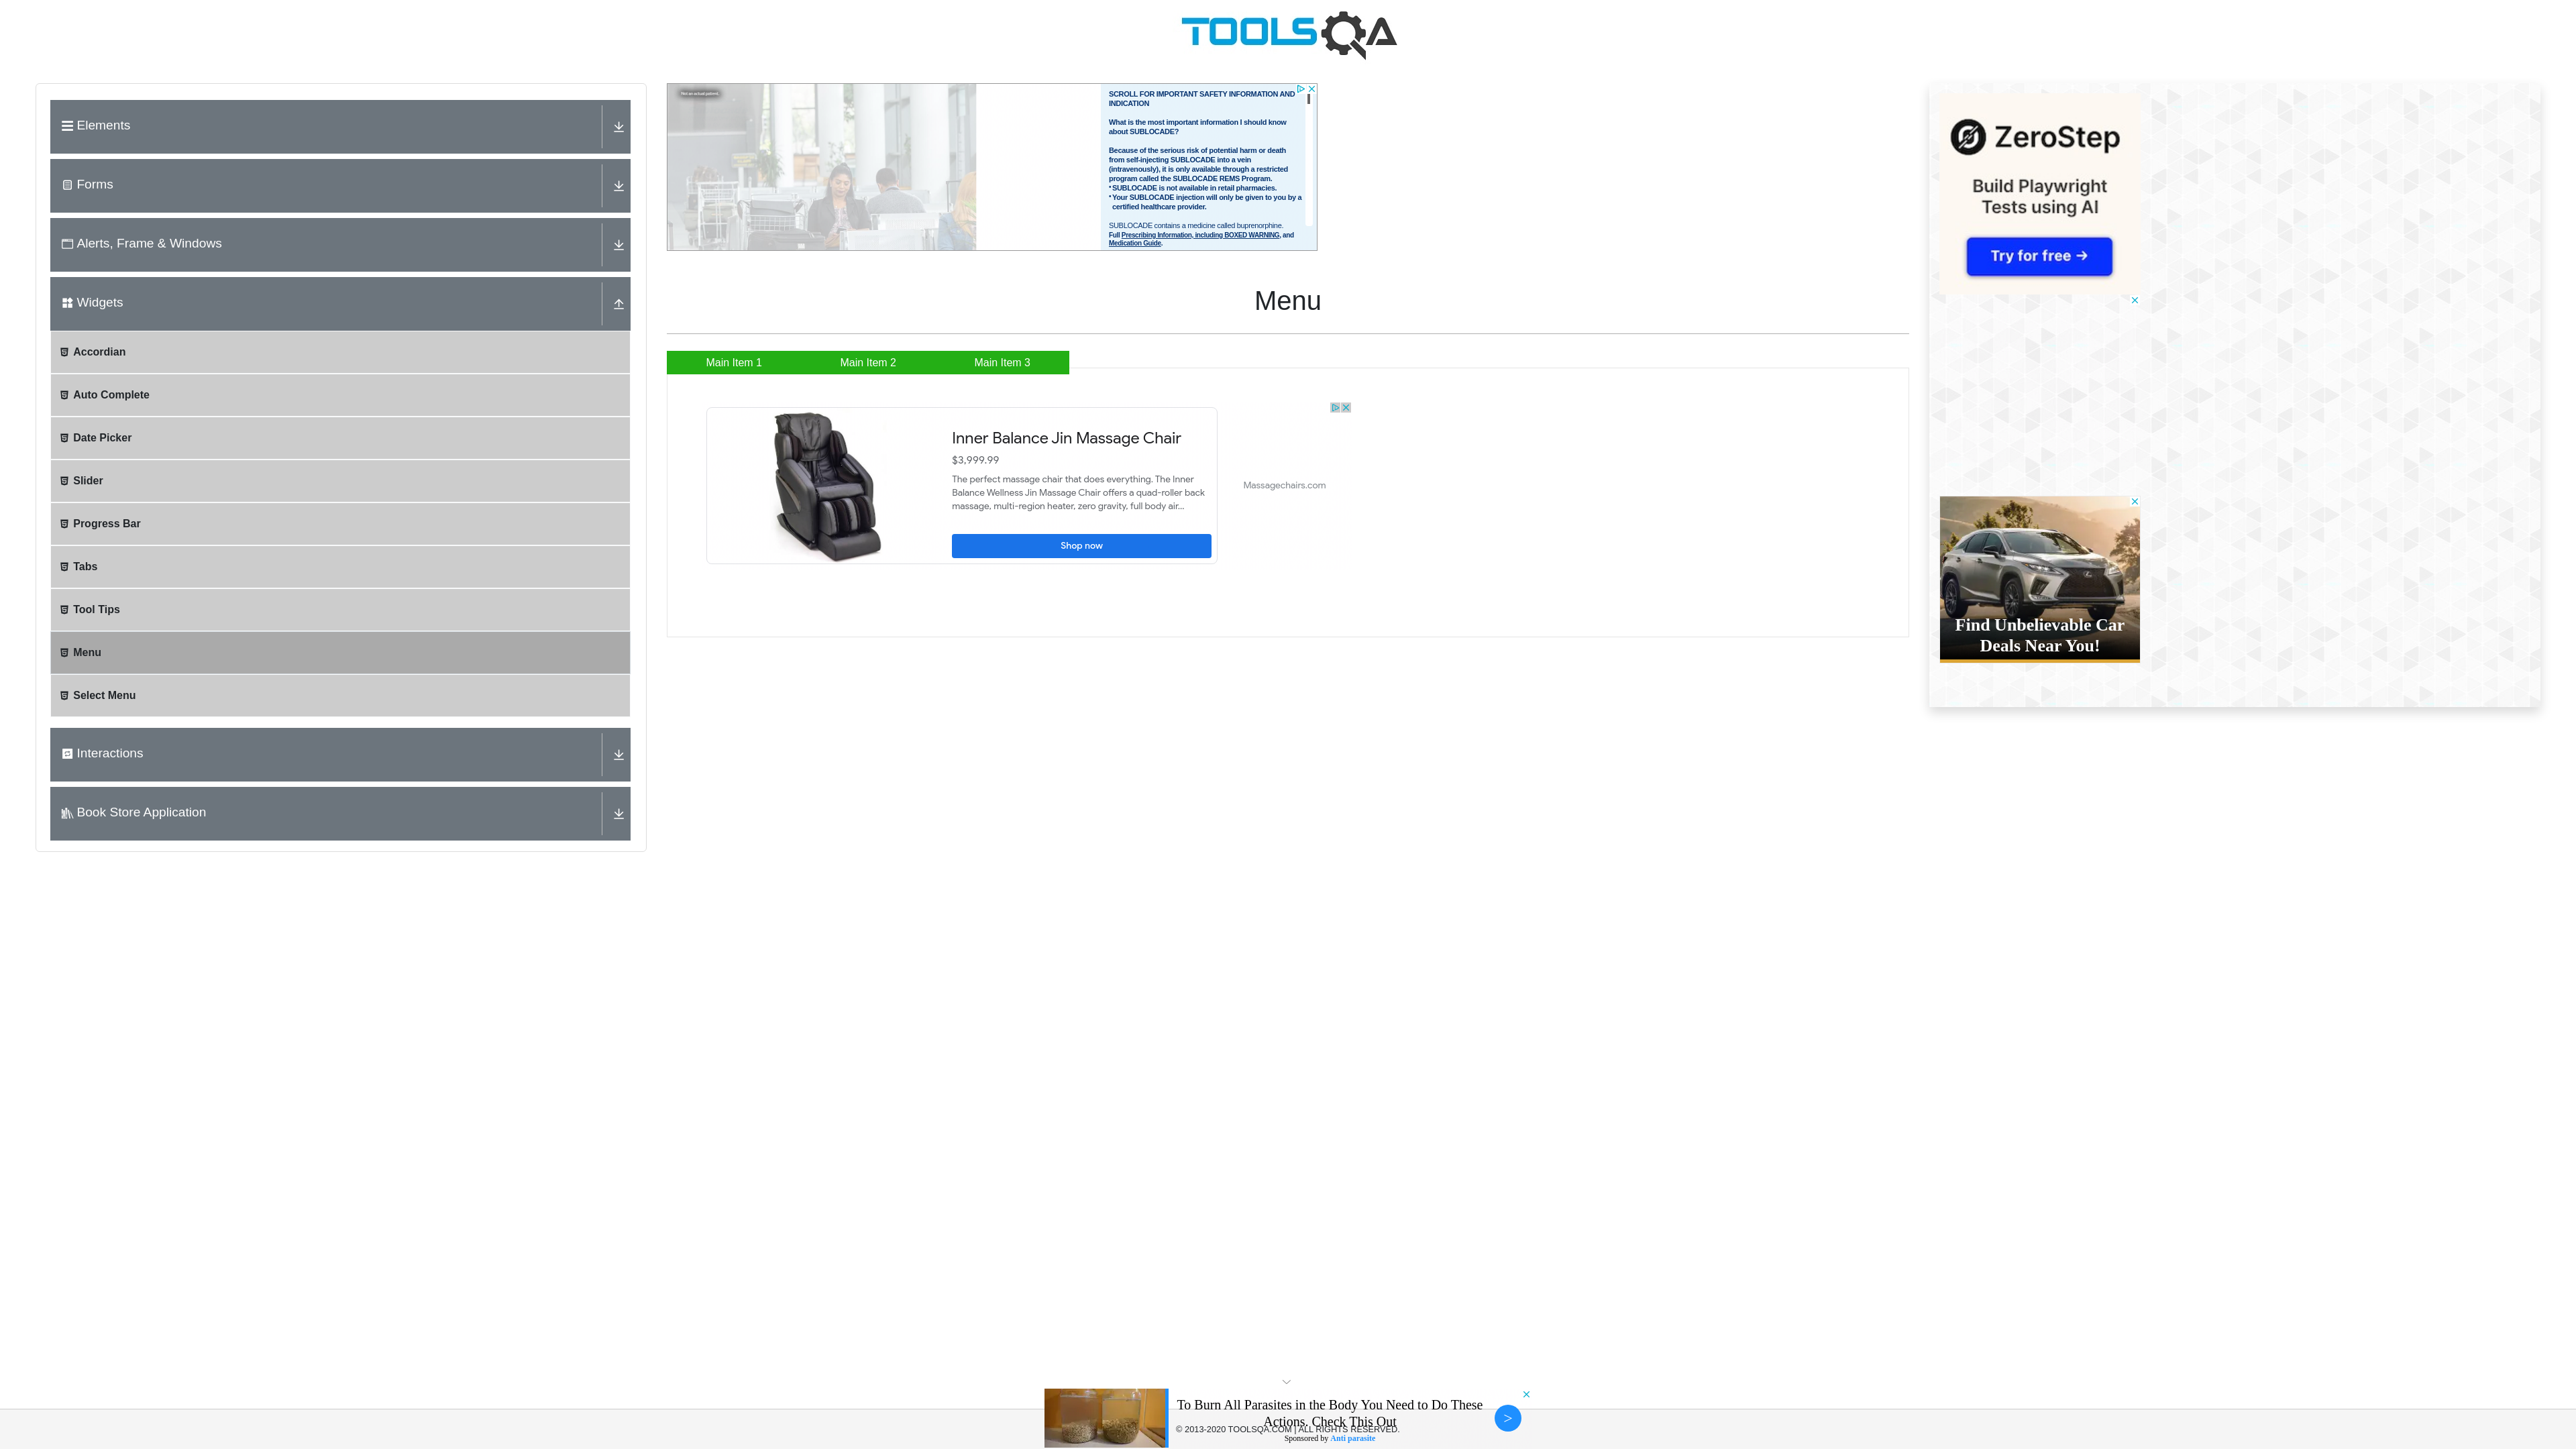 TOOLSQA
Elements
Forms
Alerts, Frame & Windows
Widgets
Accordian
Auto Complete
Date Picker
Slider
Progress Bar
Tabs
Tool Tips
Menu
Select Menu
Interactions
Book Store Application
Not an actual patient.
SCROLL FOR IMPORTANT SAFETY INFORMATION AND
INDICATION
What is the most important information I should know
about SUBLOCADE?
Because of the serious risk of potential harm or death
from self-injecting SUBLOCADE into a vein
(intravenously), it is only available through a restricted
program called the SUBLOCADE REMS Program.
• SUBLOCADE is not available in retail pharmacies.
• Your SUBLOCADE injection will only be given to you by a
certified healthcare provider.
SUBLOCADE contains a medicine called buprenorphine.
Full Prescribing Information, including BOXED WARNING, and
Medication Guide.
Menu
Main Item 1 Main Item 2 Main Item 3
Inner Balance Jin Massage Chair
$3,999.99
The perfect massage chair that does everything. The Inner
Balance Wellness Jin Massage Chair offers a quad-roller back
massage, multi-region heater, zero gravity, full body air...
Shop now
Massagechairs.com
ZeroStep
Build Playwright
Tests using AI
Try for free →
Find Unbelievable Car
Deals Near You!
To Burn All Parasites in the Body You Need to Do These
Actions. Check This Out
© 2013-2020 TOOLSQA.COM | ALL RIGHTS RESERVED.
Sponsored by Anti parasite
>